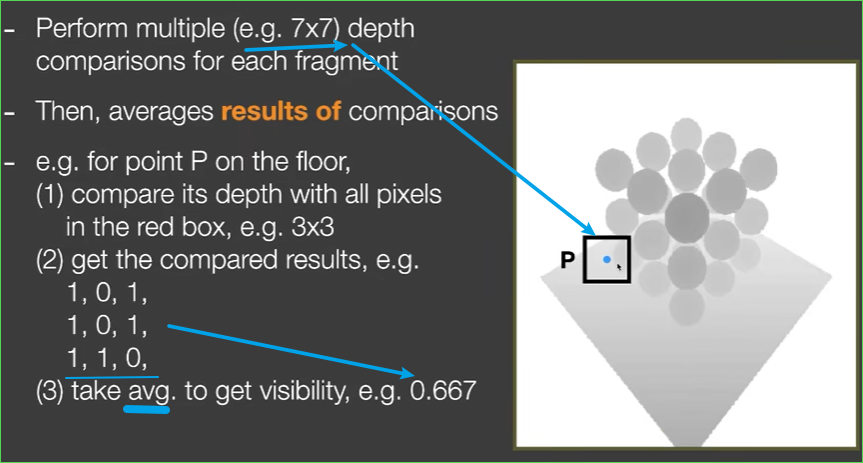 - Perform multiple (e.g. 7x7) depth
comparisons for each fragment
- Then, averages results of comparisons
- e.g. for point P on the floor,
(1) compare its depth with all pixels
in the red box, e.g. 3x3
(2) get the compared results, e.g.
1, 0, 1,
1, 0, 1,
1, 1, 0,
(3) take avg. to get visibility, e.g. 0.667
P